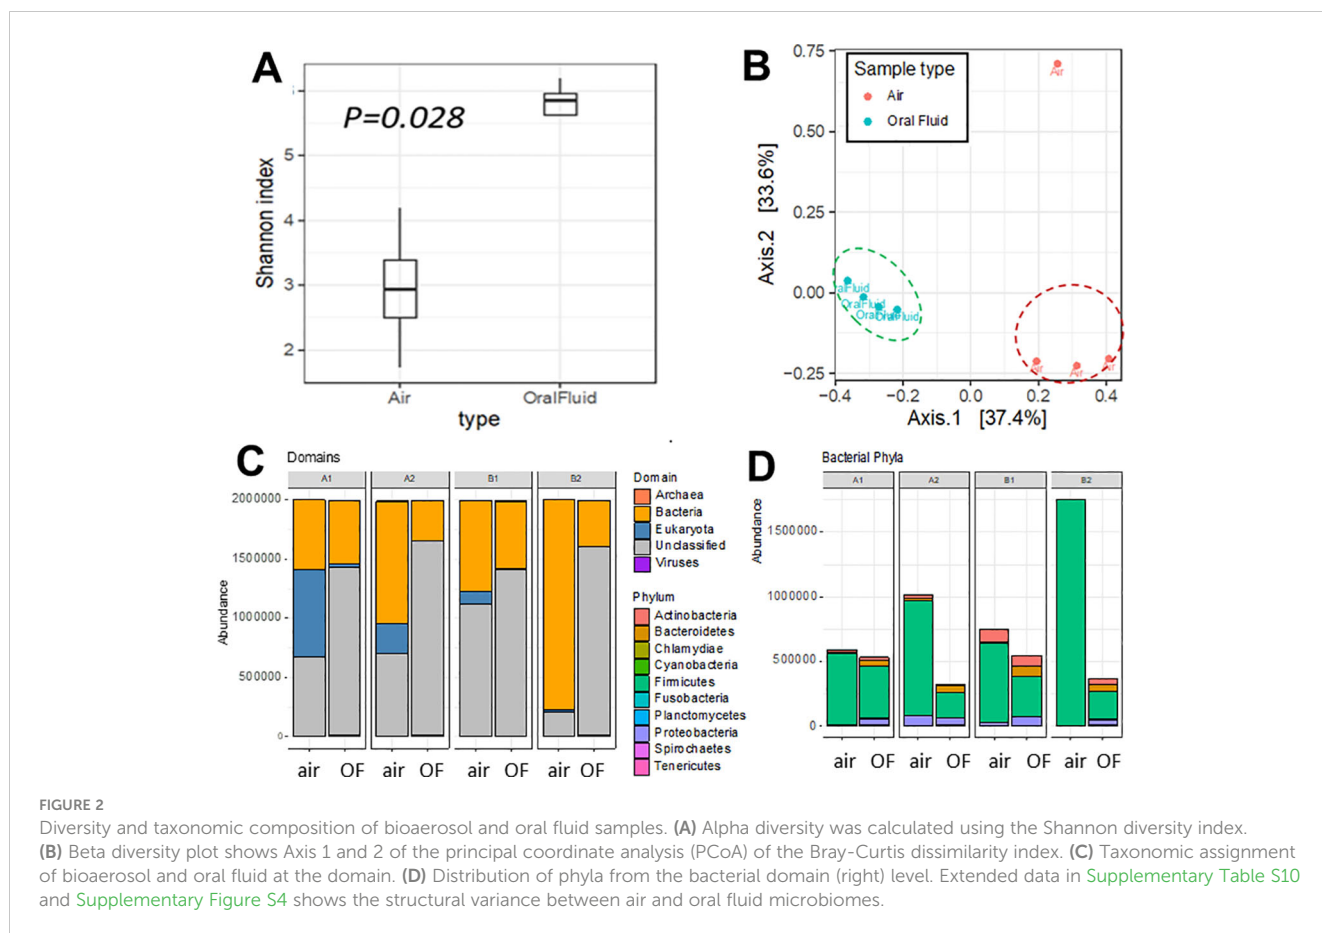 A
P=0.028
Shannon index
5
4
3
2
Air
OralFluid
type
B
Sample type
Air
Oral Fluid
Air
OralFluid
Air
Air
Air
0.75
0.50
0.25
0.00
−0.25
Axis.2 [33.6%]
−0.4
−0.2
0.0
0.2
0.4
Axis.1 [37.4%]
C
Domains
A1
A2
B1
B2
2000000
1500000
1000000
500000
0
Abundance
air OF
air OF
air OF
air OF
Domain
Archaea
Bacteria
Eukaryota
Unclassified
Viruses
Phylum
Actinobacteria
Bacteroidetes
Chlamydiae
Cyanobacteria
Firmicutes
Fusobacteria
Planctomycetes
Proteobacteria
Spirochaetes
Tenericutes
D
Bacterial Phyla
A1
A2
B1
B2
1500000
1000000
500000
0
Abundance
air OF
air OF
air OF
air OF
FIGURE 2
Diversity and taxonomic composition of bioaerosol and oral fluid samples. (A) Alpha diversity was calculated using the Shannon diversity index.
(B) Beta diversity plot shows Axis 1 and 2 of the principal coordinate analysis (PCoA) of the Bray-Curtis dissimilarity index. (C) Taxonomic assignment
of bioaerosol and oral fluid at the domain. (D) Distribution of phyla from the bacterial domain (right) level. Extended data in Supplementary Table S10
and Supplementary Figure S4 shows the structural variance between air and oral fluid microbiomes.